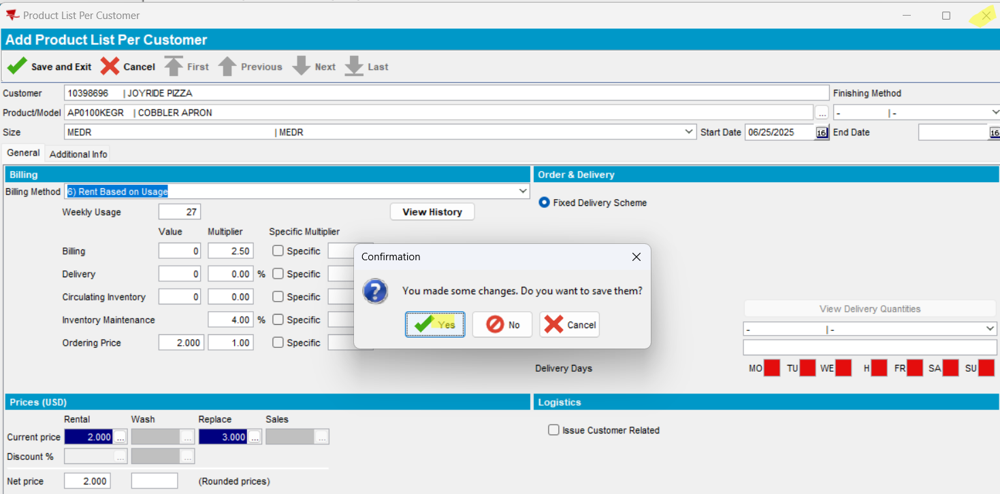 Product List Per Customer
Add Product List Per Customer
Save and Exit Cancel First Previous Next Last
Customer 10398696 | JOYRIDE PIZZA Finishing Method
Product/Model AP0100KEGR | COBBLER APRON ... - | -
Size MEDR | MEDR Start Date 06/25/2025 16 End Date 16
General Additional Info
Billing Order & Delivery
Billing Method 6) Rent Based on Usage
Fixed Delivery Scheme
Weekly Usage 27 View History
Value Multiplier Specific Multiplier
Billing 0 2.50 Specific
Delivery 0 0.00 % Specific
Circulating Inventory 0 0.00 Specific
Inventory Maintenance 4.00 % Specific
Ordering Price 2.000 1.00 Specific
Confirmation
You made some changes. Do you want to save them?
Yes No Cancel
View Delivery Quantities
- | -
Delivery Days MO TU WE H FR SA SU
Prices (USD) Logistics
Rental Wash Replace Sales
Current price 2.000 ... ... 3.000 ... ...
Issue Customer Related
Discount % ... ...
Net price 2.000 (Rounded prices)